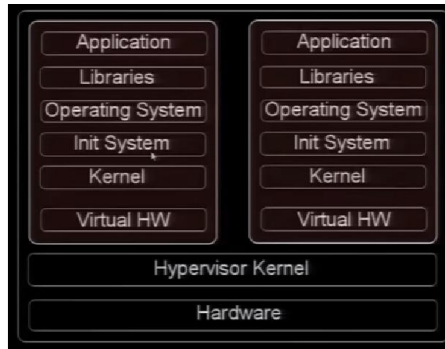 Application
Libraries
Operating System
Init System
Kernel
Virtual HW
Application
Libraries
Operating System
Init System
Kernel
Virtual HW
Hypervisor Kernel
Hardware